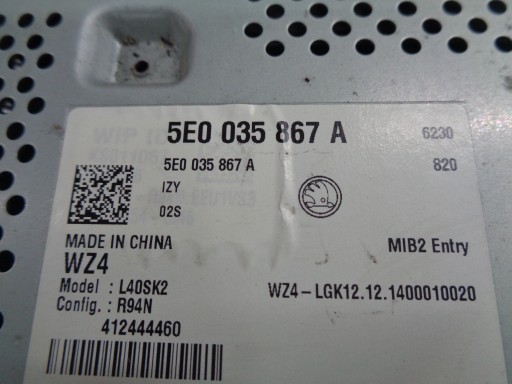 5E0 035 867 A 6230
5E0 035 867 A 820
IZY
02S
MADE IN CHINA MIB2 Entry
WZ4
Model : L40SK2 WZ4-LGK12.12.1400010020
Config. : R94N
412444460